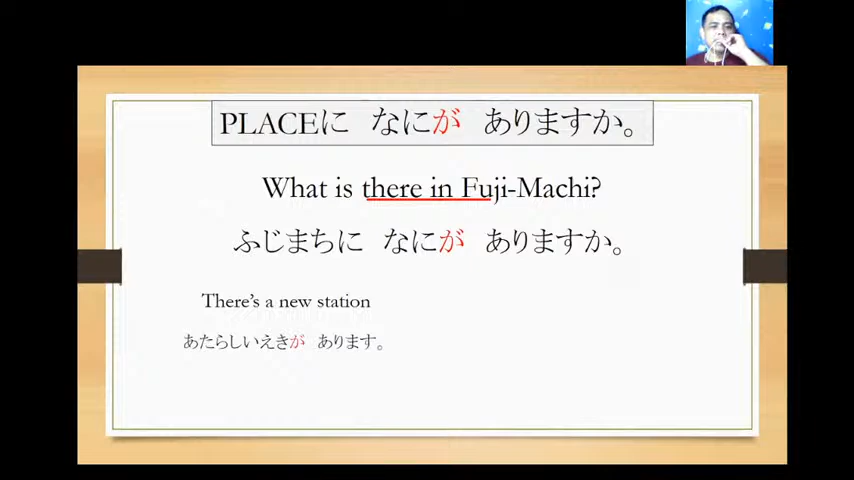 PLACEに なにが ありますか。
What is there in Fuji-Machi?
ふじまちに なにが ありますか。
There's a new station
あたらしいえきが あります。